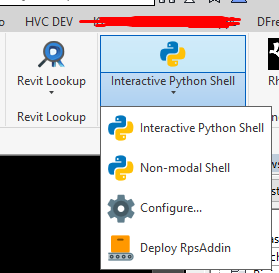 HVC DEV
DFre
Revit Lookup
Interactive Python Shell
Rh
Revit Lookup
Interactive Python Shell
Non-modal Shell
Configure...
Deploy RpsAddin